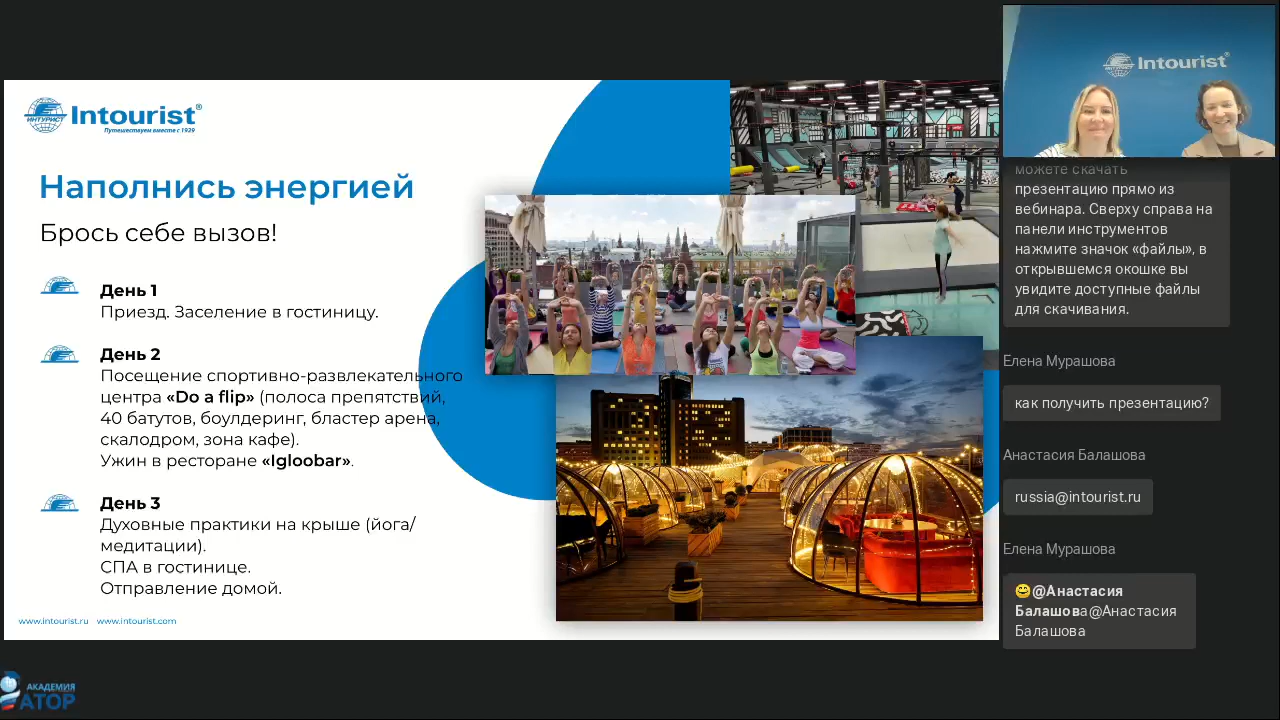 ИНТУРИСТ Intourist®
Путешествуем вместе с 1929
Наполнись энергией
Брось себе вызов!
День 1
Приезд. Заселение в гостиницу.
День 2
Посещение спортивно-развлекательного
центра «Do a flip» (полоса препятствий,
40 батутов, боулдеринг, бластер арена,
скалодром, зона кафе).
Ужин в ресторане «Igloobar».
День 3
Духовные практики на крыше (йога/
медитации).
СПА в гостинице.
Отправление домой.
www.intourist.ru www.intourist.com
АКАДЕМИЯ
АТОР
Intourist®
можете скачать
презентацию прямо из
вебинара. Сверху справа на
панели инструментов
нажмите значок «файлы», в
открывшемся окошке вы
увидите доступные файлы
для скачивания.
Елена Мурашова
как получить презентацию?
Анастасия Балашова
russia@intourist.ru
Елена Мурашова
😊@Анастасия
Балашова@Анастасия
Балашова